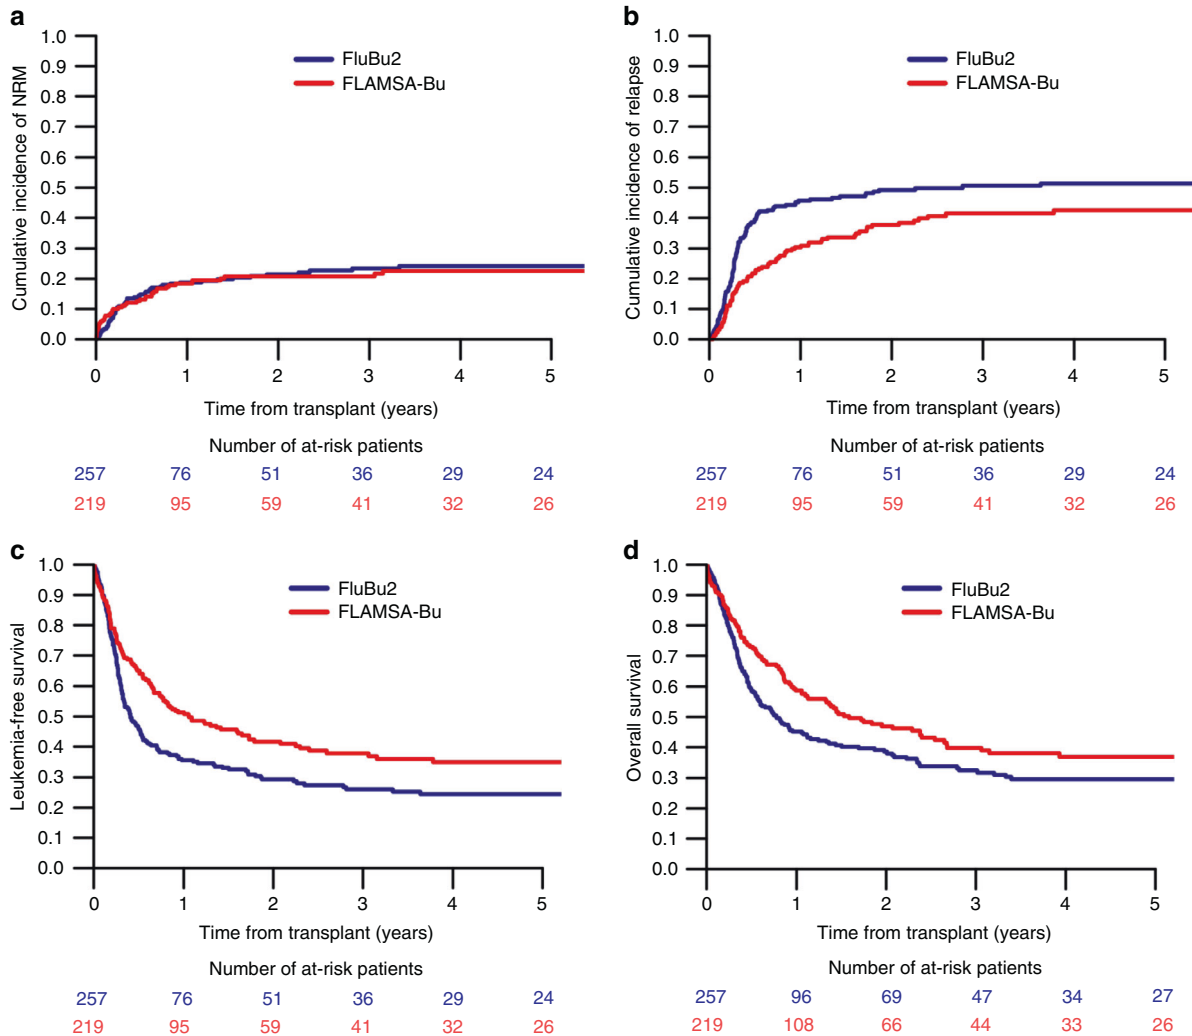 a
Cumulative incidence of NRM
1.0
0.9
0.8
0.7
0.6
0.5
0.4
0.3
0.2
0.1
0.0
FluBu2
FLAMSA-Bu
0 1 2 3 4 5
Time from transplant (years)
Number of at-risk patients
257 76 51 36 29 24
219 95 59 41 32 26
b
Cumulative incidence of relapse
1.0
0.9
0.8
0.7
0.6
0.5
0.4
0.3
0.2
0.1
0.0
FluBu2
FLAMSA-Bu
0 1 2 3 4 5
Time from transplant (years)
Number of at-risk patients
257 76 51 36 29 24
219 95 59 41 32 26
c
Leukemia-free survival
1.0
0.9
0.8
0.7
0.6
0.5
0.4
0.3
0.2
0.1
0.0
FluBu2
FLAMSA-Bu
0 1 2 3 4 5
Time from transplant (years)
Number of at-risk patients
257 76 51 36 29 24
219 95 59 41 32 26
d
Overall survival
1.0
0.9
0.8
0.7
0.6
0.5
0.4
0.3
0.2
0.1
0.0
FluBu2
FLAMSA-Bu
0 1 2 3 4 5
Time from transplant (years)
Number of at-risk patients
257 96 69 47 34 27
219 108 66 44 33 26